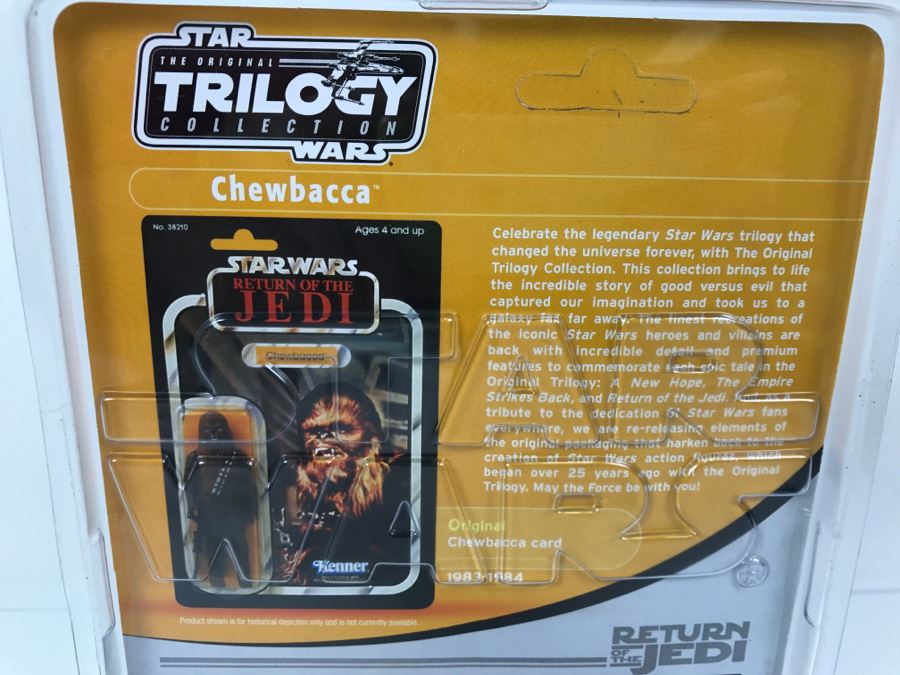 STAR
THE ORIGINAL
TRILOGY
COLLECTION
WARS
Chewbacca™
No. 38210
Ages 4 and up
STAR WARS
RETURN OF THE
JEDI
Chewbacca
Kenner
Celebrate the legendary Star Wars trilogy that
changed the universe forever, with The Original
Trilogy Collection. This collection brings to life
the incredible story of good versus evil that
captured our imagination and took us to a
galaxy far, far away. The finest recreations of
the iconic Star Wars heroes and villains are
back with incredible detail and premium
features to commemorate each epic tale in the
Original Trilogy: A New Hope, The Empire
Strikes Back, and Return of the Jedi. And as a
tribute to the dedication of Star Wars fans
everywhere, we are re-releasing elements of
the original packaging that harken back to the
creation of Star Wars action figures, which
began over 25 years ago with the Original
Trilogy. May the Force be with you!
Original
Chewbacca card
1983-1984
Product shown is for historical depiction only and is not currently available.
STAR
WARS
RETURN
OF THE JEDI